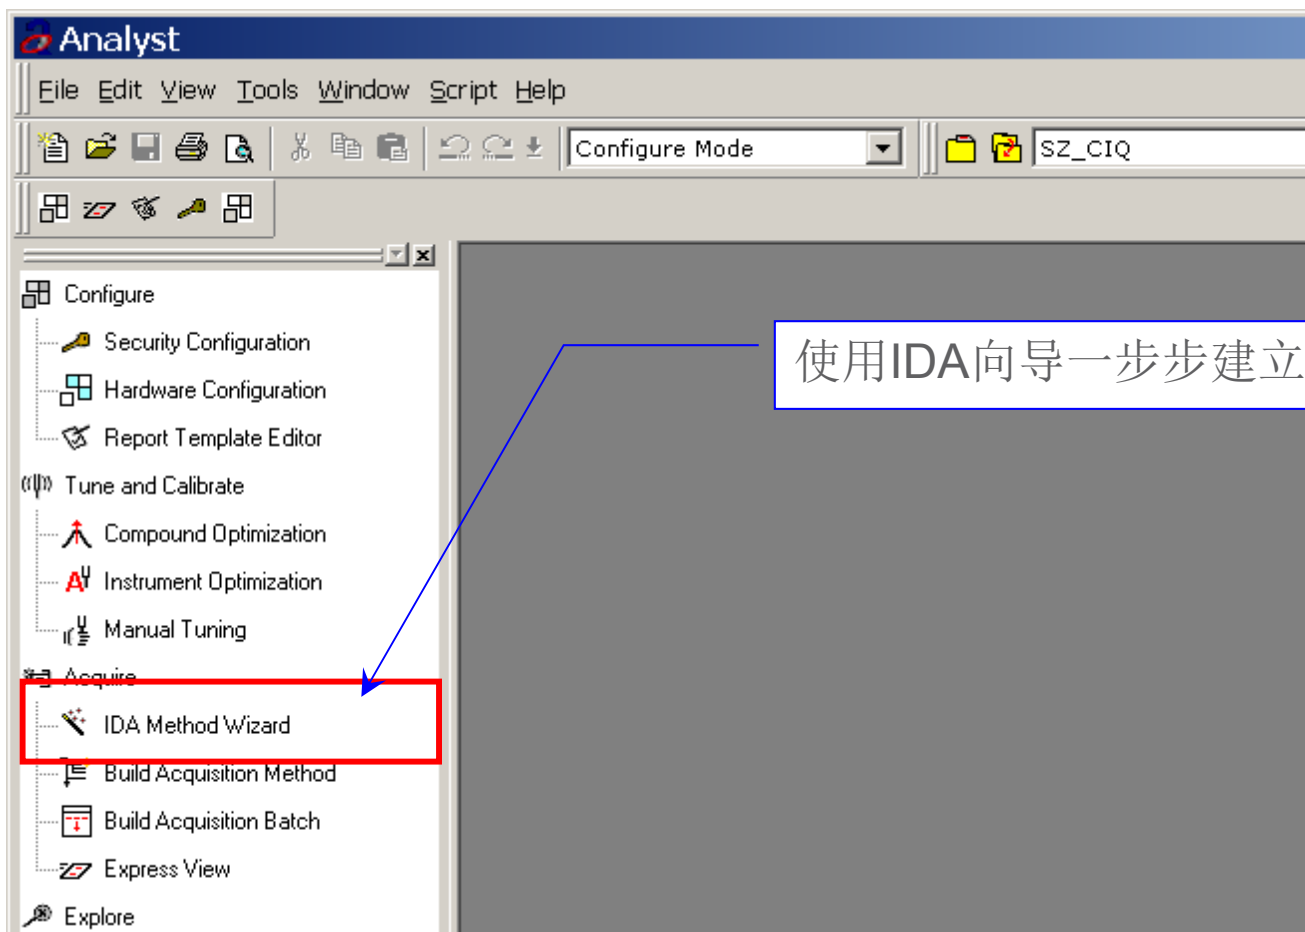 Analyst
File Edit View Tools Window Script Help
Configure Mode
SZ_CIQ
Configure
Security Configuration
Hardware Configuration
Report Template Editor
Tune and Calibrate
Compound Optimization
Instrument Optimization
Manual Tuning
Acquire
IDA Method Wizard
Build Acquisition Method
Build Acquisition Batch
Express View
Explore
使用IDA向导一步步建立